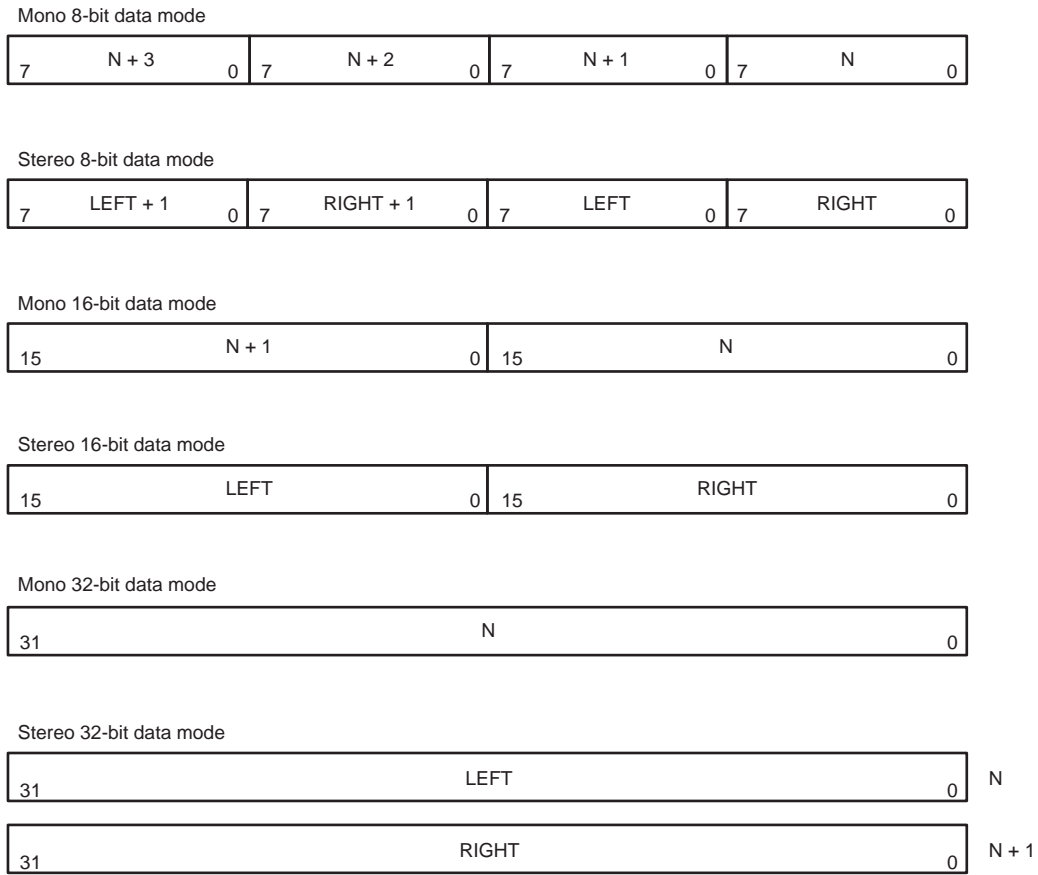 Mono 8-bit data mode
7 N + 3 0 7 N + 2 0 7 N + 1 0 7 N 0
Stereo 8-bit data mode
7 LEFT + 1 0 7 RIGHT + 1 0 7 LEFT 0 7 RIGHT 0
Mono 16-bit data mode
15 N + 1 0 15 N 0
Stereo 16-bit data mode
15 LEFT 0 15 RIGHT 0
Mono 32-bit data mode
31 N 0
Stereo 32-bit data mode
31 LEFT 0 N
31 RIGHT 0 N + 1